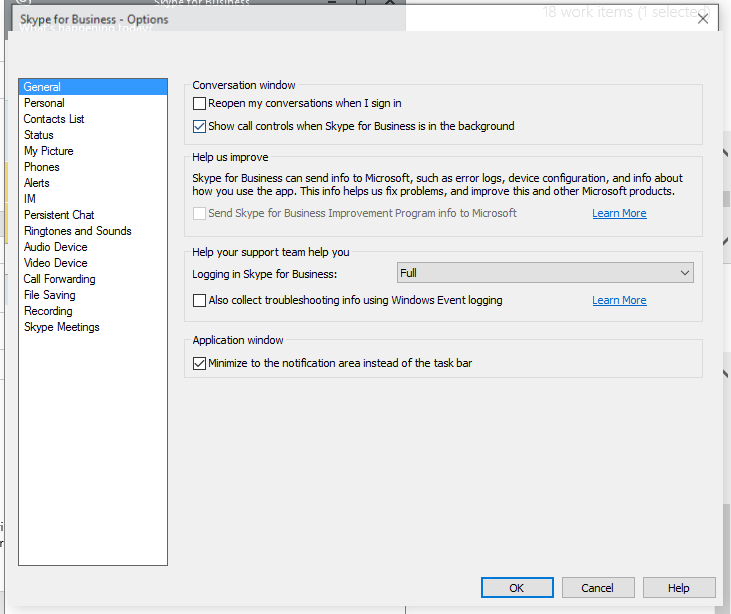 Skype for Business
18 work items (1 selected)
Skype for Business - Options
What's happening today?
General
Personal
Contacts List
Status
My Picture
Phones
Alerts
IM
Persistent Chat
Ringtones and Sounds
Audio Device
Video Device
Call Forwarding
File Saving
Recording
Skype Meetings
Conversation window
Reopen my conversations when I sign in
Show call controls when Skype for Business is in the background
Help us improve
Skype for Business can send info to Microsoft, such as error logs, device configuration, and info about
how you use the app. This info helps us fix problems, and improve this and other Microsoft products.
Send Skype for Business Improvement Program info to Microsoft Learn More
Help your support team help you
Logging in Skype for Business: Full
Also collect troubleshooting info using Windows Event logging Learn More
Application window
Minimize to the notification area instead of the task bar
OK Cancel Help